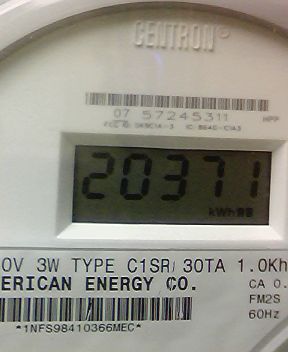 CENTRON®
07 57245311
HPP
20371
kWh
0V 3W TYPE C1SR/30TA 1.0Kh
ERICAN ENERGY CO.
CA 0.
FM2S
60Hz
*1NFS98410366MEC*